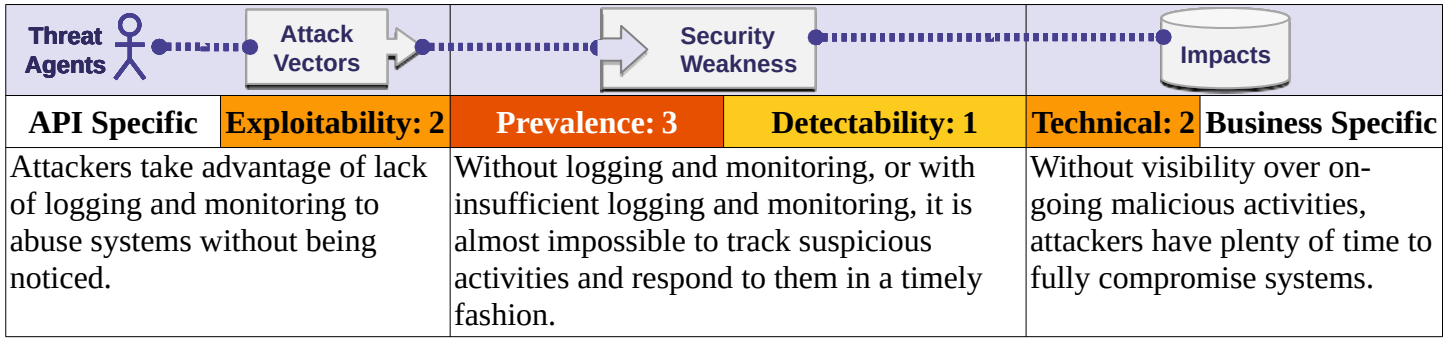 Threat
Agents
Attack
Vectors
Security
Weakness
Impacts
API Specific
Exploitability: 2
Prevalence: 3
Detectability: 1
Technical: 2
Business Specific
Attackers take advantage of lack
of logging and monitoring to
abuse systems without being
noticed.
Without logging and monitoring, or with
insufficient logging and monitoring, it is
almost impossible to track suspicious
activities and respond to them in a timely
fashion.
Without visibility over on-
going malicious activities,
attackers have plenty of time to
fully compromise systems.